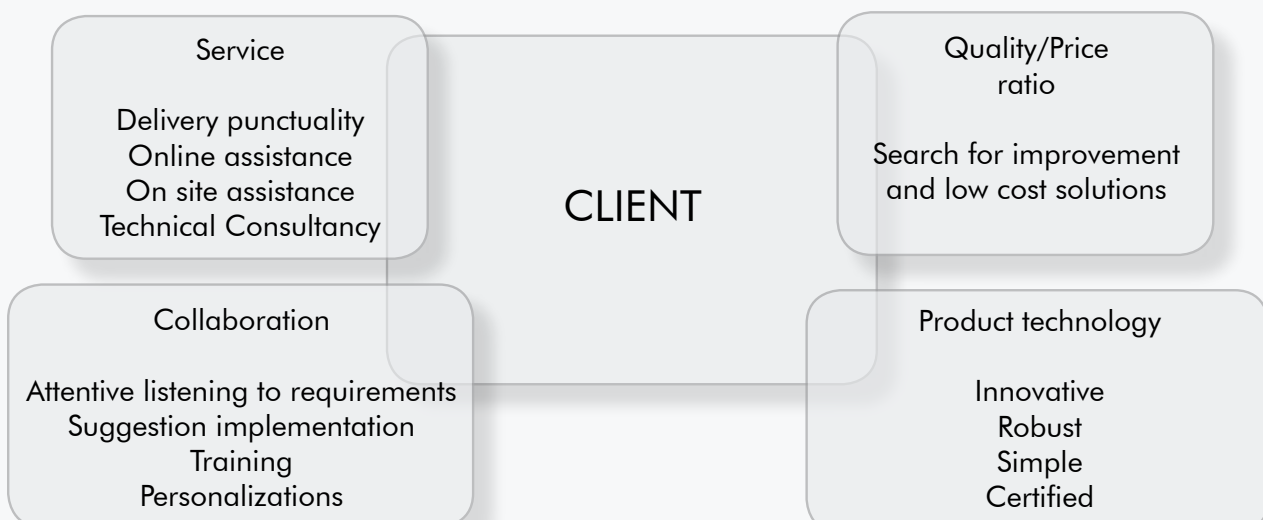 Service
Delivery punctuality
Online assistance
On site assistance
Technical Consultancy
CLIENT
Quality/Price
ratio
Search for improvement
and low cost solutions
Collaboration
Attentive listening to requirements
Suggestion implementation
Training
Personalizations
Product technology
Innovative
Robust
Simple
Certified